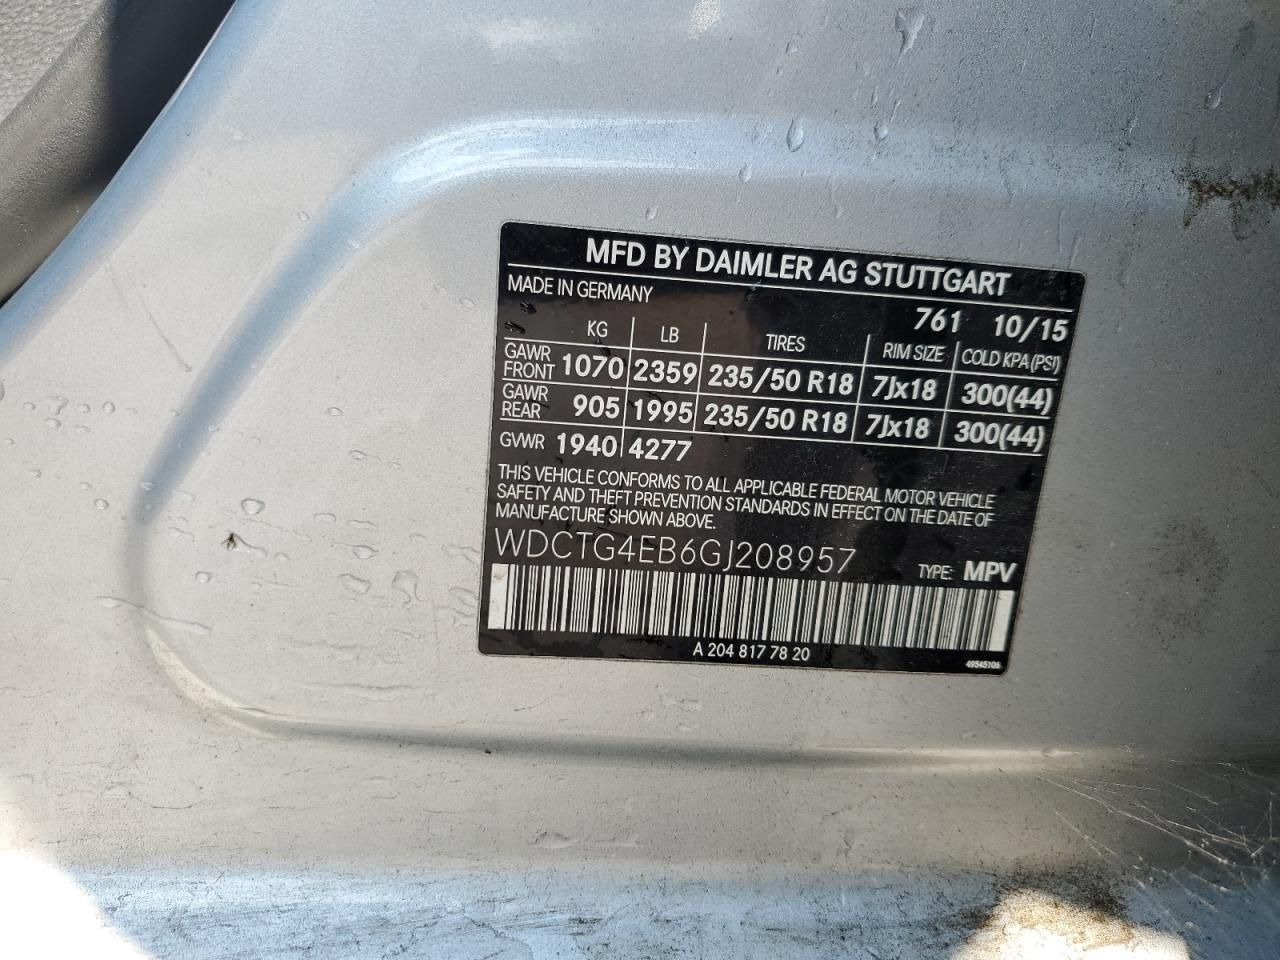 MFD BY DAIMLER AG STUTTGART
MADE IN GERMANY
761 10/15
KG LB TIRES RIM SIZE COLD KPA (PSI)
GAWR FRONT 1070 2359 235/50 R18 7Jx18 300(44)
GAWR REAR 905 1995 235/50 R18 7Jx18 300(44)
GVWR 1940 4277
THIS VEHICLE CONFORMS TO ALL APPLICABLE FEDERAL MOTOR VEHICLE
SAFETY AND THEFT PREVENTION STANDARDS IN EFFECT ON THE DATE OF
MANUFACTURE SHOWN ABOVE.
WDCTG4EB6GJ208957 TYPE: MPV
A 204 817 78 20
49545106